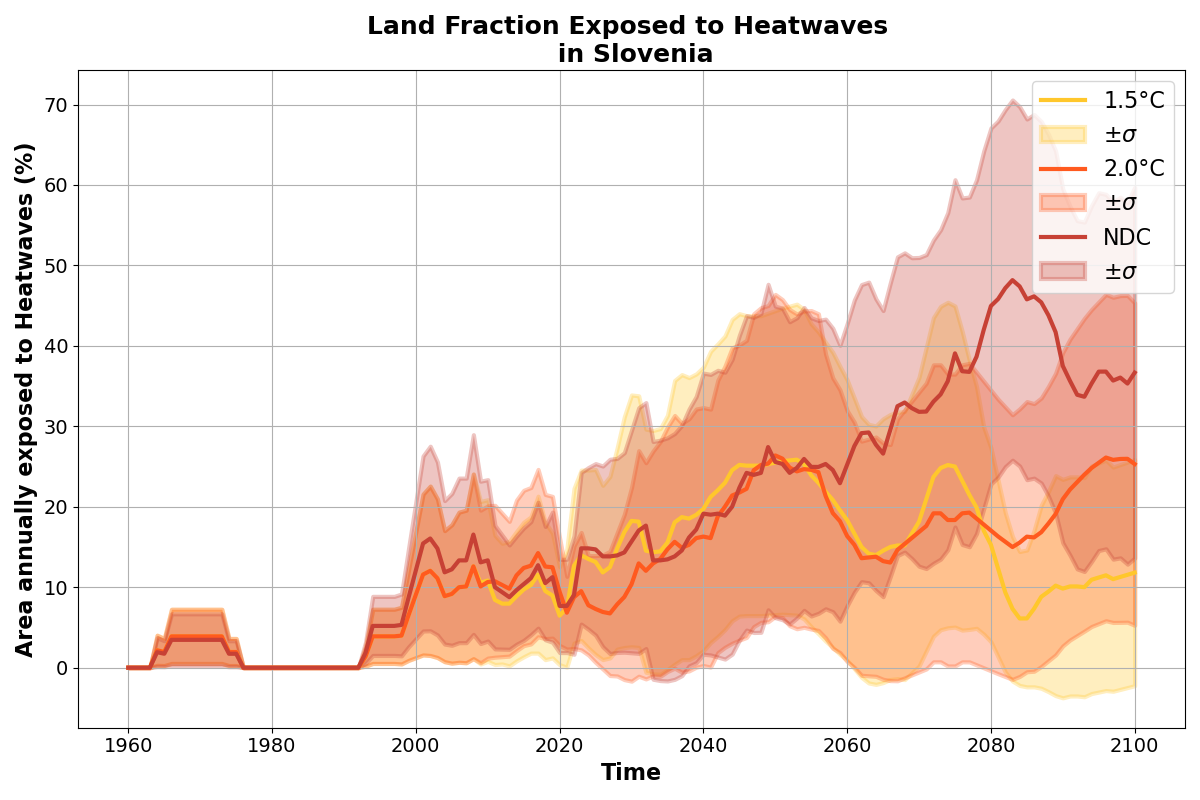 Land Fraction Exposed to Heatwaves
in Slovenia
Area annually exposed to Heatwaves (%)
70
60
50
40
30
20
10
0
1960
1980
2000
2020
2040
2060
2080
2100
Time
1.5°C
±σ
2.0°C
±σ
NDC
±σ